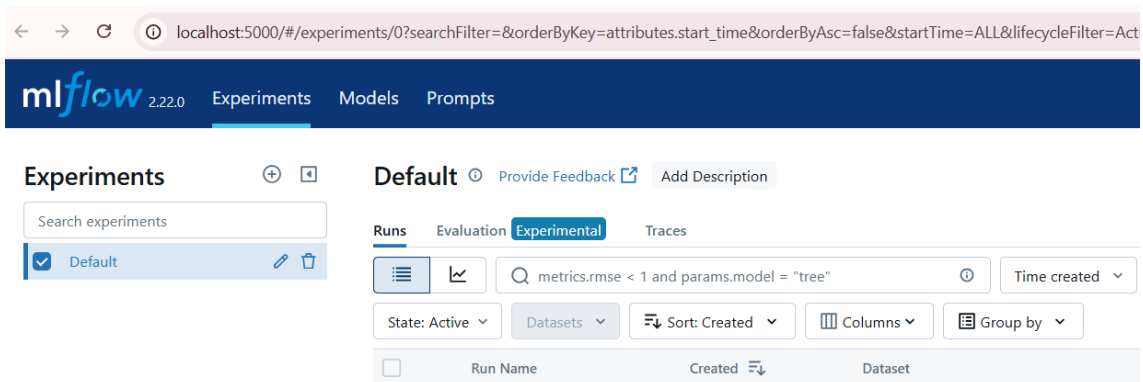 localhost:5000/#/experiments/0?searchFilter=&orderByKey=attributes.start_time&orderByAsc=false&startTime=ALL&lifecycleFilter=Act
mlflow 2.22.0 Experiments Models Prompts
Experiments
Search experiments
Default
Default Provide Feedback Add Description
Runs Evaluation Experimental Traces
metrics.rmse < 1 and params.model = "tree" Time created
State: Active Datasets Sort: Created Columns Group by
Run Name Created Dataset